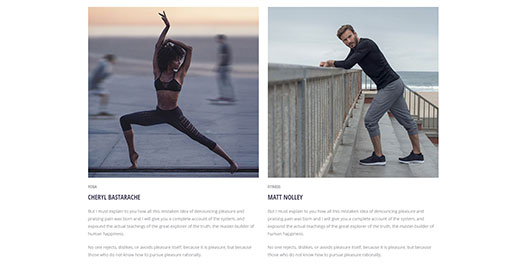 YOGA
CHERYL BASTARACHE
But I must explain to you how all this mistaken idea of denouncing pleasure and
praising pain was born and I will give you a complete account of the system, and
expound the actual teachings of the great explorer of the truth, the master-builder of
human happiness.
No one rejects, dislikes, or avoids pleasure itself, because it is pleasure, but because
those who do not know how to pursue pleasure rationally.
FITNESS
MATT NOLLEY
But I must explain to you how all this mistaken idea of denouncing pleasure and
praising pain was born and I will give you a complete account of the system, and
expound the actual teachings of the great explorer of the truth, the master-builder of
human happiness.
No one rejects, dislikes, or avoids pleasure itself, because it is pleasure, but because
those who do not know how to pursue pleasure rationally.